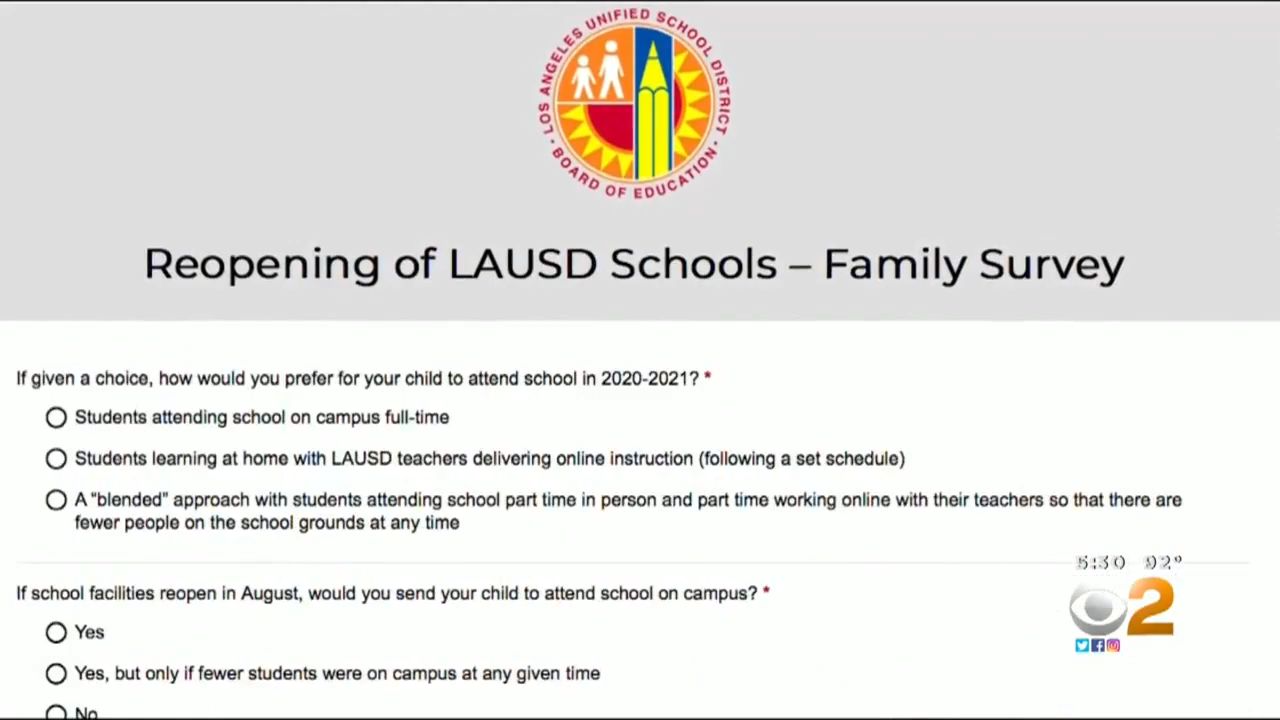 LOS ANGELES UNIFIED SCHOOL DISTRICT
· BOARD OF EDUCATION ·
Reopening of LAUSD Schools – Family Survey
If given a choice, how would you prefer for your child to attend school in 2020-2021? *
Students attending school on campus full-time
Students learning at home with LAUSD teachers delivering online instruction (following a set schedule)
A “blended” approach with students attending school part time in person and part time working online with their teachers so that there are
fewer people on the school grounds at any time
5:30 92°
If school facilities reopen in August, would you send your child to attend school on campus? *
2
Yes
Yes, but only if fewer students were on campus at any given time
No